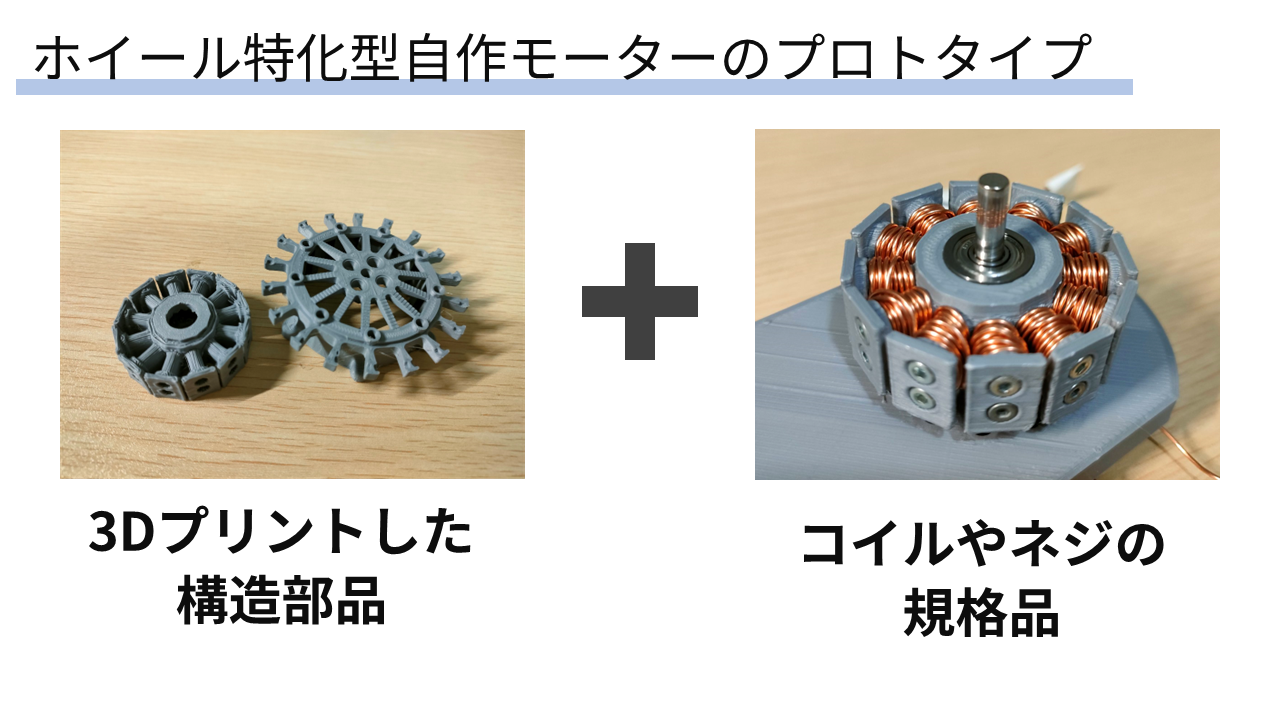 ホイール特化型自作モーターのプロトタイプ
3Dプリントした
構造部品
コイルやネジの
規格品